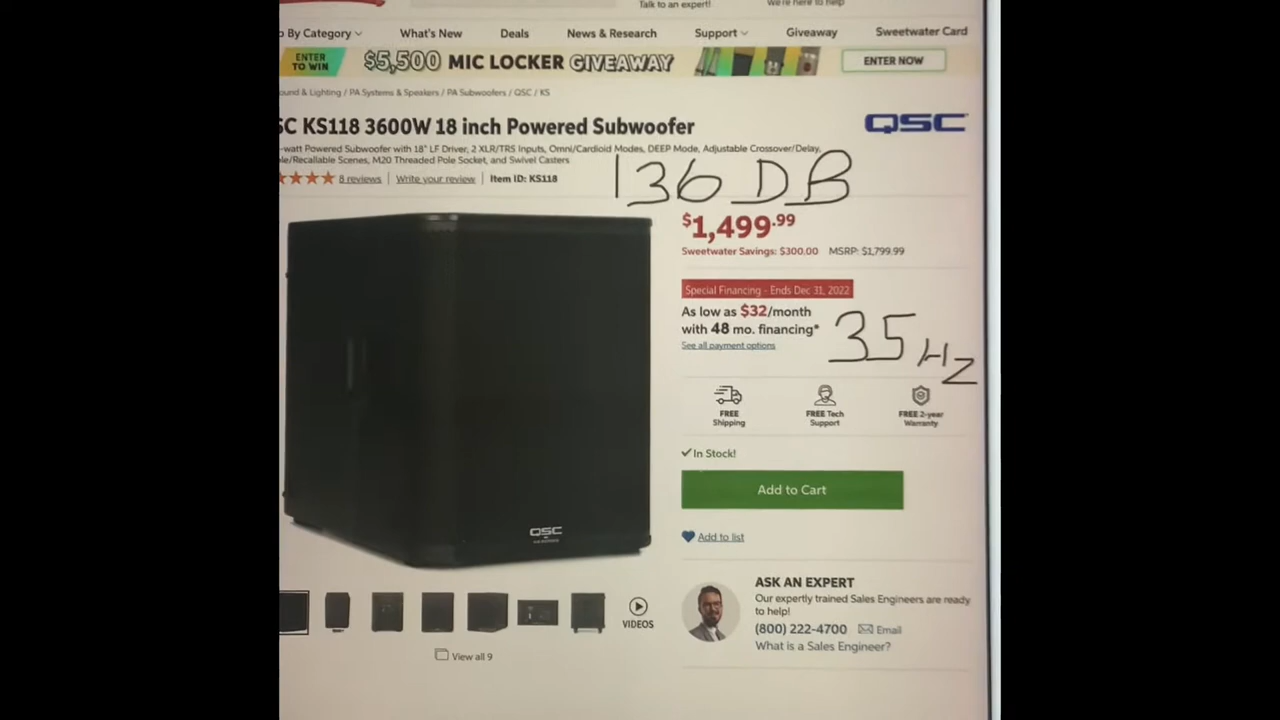 Talk to an expert!
We're here to help
p By Category
What's New
Deals
News & Research
Support
Giveaway
Sweetwater Card
ENTER TO WIN
$5,500 MIC LOCKER GIVEAWAY
ENTER NOW
ound & Lighting / PA Systems & Speakers / PA Subwoofers / QSC / KS
SC KS118 3600W 18 inch Powered Subwoofer
QSC
-watt Powered Subwoofer with 18" LF Driver, 2 XLR/TRS Inputs, Omni/Cardioid Modes, DEEP Mode, Adjustable Crossover/Delay,
ble/Recallable Scenes, M20 Threaded Pole Socket, and Swivel Casters
8 reviews | Write your review | Item ID: KS118
136 DB
$1,499.99
Sweetwater Savings: $300.00 MSRP: $1,799.99
Special Financing - Ends Dec 31, 2022
As low as $32/month
with 48 mo. financing*
See all payment options
35 HZ
FREE Shipping
FREE Tech Support
FREE 2-year Warranty
In Stock!
Add to Cart
QSC
Add to list
ASK AN EXPERT
Our expertly trained Sales Engineers are ready
to help!
(800) 222-4700 Email
What is a Sales Engineer?
VIDEOS
View all 9